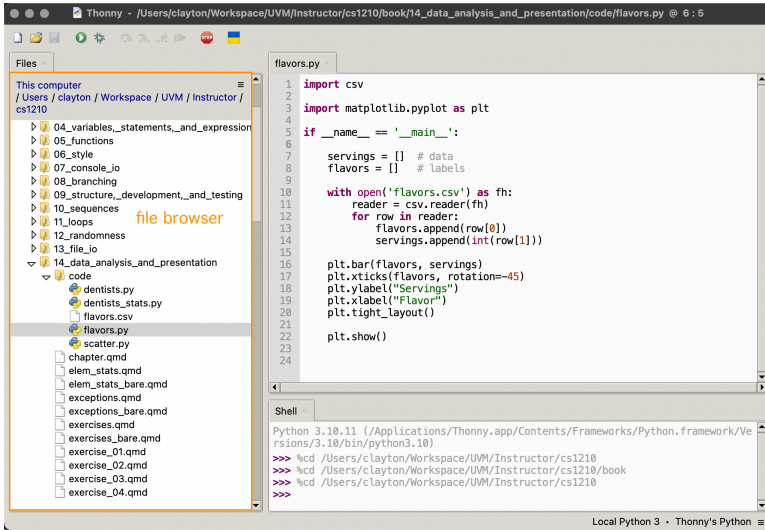 Thonny - /Users/clayton/Workspace/UVM/Instructor/cs1210/book/14_data_analysis_and_presentation/code/flavors.py @ 6 : 5
STOP
Files
This computer
/ Users / clayton / Workspace / UVM / Instructor /
cs1210
04_variables,_statements,_and_expression
05_functions
06_style
07_console_io
08_branching
09_structure,_development,_and_testing
10_sequences
11_loops
12_randomness
13_file_io
14_data_analysis_and_presentation
code
dentists.py
dentists_stats.py
flavors.csv
flavors.py
scatter.py
chapter.qmd
elem_stats.qmd
elem_stats_bare.qmd
exceptions.qmd
exceptions_bare.qmd
exercises.qmd
exercises_bare.qmd
exercise_01.qmd
exercise_02.qmd
exercise_03.qmd
exercise_04.qmd
file browser
flavors.py
1 import csv
2
3 import matplotlib.pyplot as plt
4
5 if __name__ == '__main__':
6
7     servings = []  # data
8     flavors = []   # labels
9
10     with open('flavors.csv') as fh:
11         reader = csv.reader(fh)
12         for row in reader:
13             flavors.append(row[0])
14             servings.append(int(row[1]))
15
16     plt.bar(flavors, servings)
17     plt.xticks(flavors, rotation=-45)
18     plt.ylabel("Servings")
19     plt.xlabel("Flavor")
20     plt.tight_layout()
21
22     plt.show()
23
24
Shell
Python 3.10.11 (/Applications/Thonny.app/Contents/Frameworks/Python.framework/Ve
rsions/3.10/bin/python3.10)
>>> %cd /Users/clayton/Workspace/UVM/Instructor/cs1210
>>> %cd /Users/clayton/Workspace/UVM/Instructor/cs1210/book
>>> %cd /Users/clayton/Workspace/UVM/Instructor/cs1210
>>>
Local Python 3 • Thonny's Python